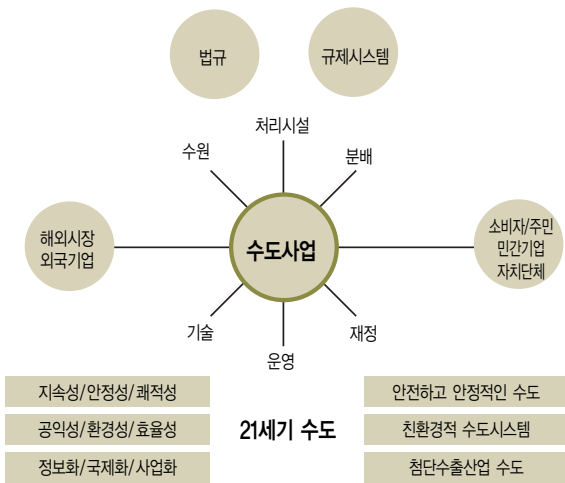 법규
규제시스템
처리시설
수원
분배
해외시장
외국기업
수도사업
소비자/주민
민간기업
자치단체
기술
운영
재정
지속성/안정성/쾌적성
공익성/환경성/효율성
정보화/국제화/사업화
21세기 수도
안전하고 안정적인 수도
친환경적 수도시스템
첨단수출산업 수도